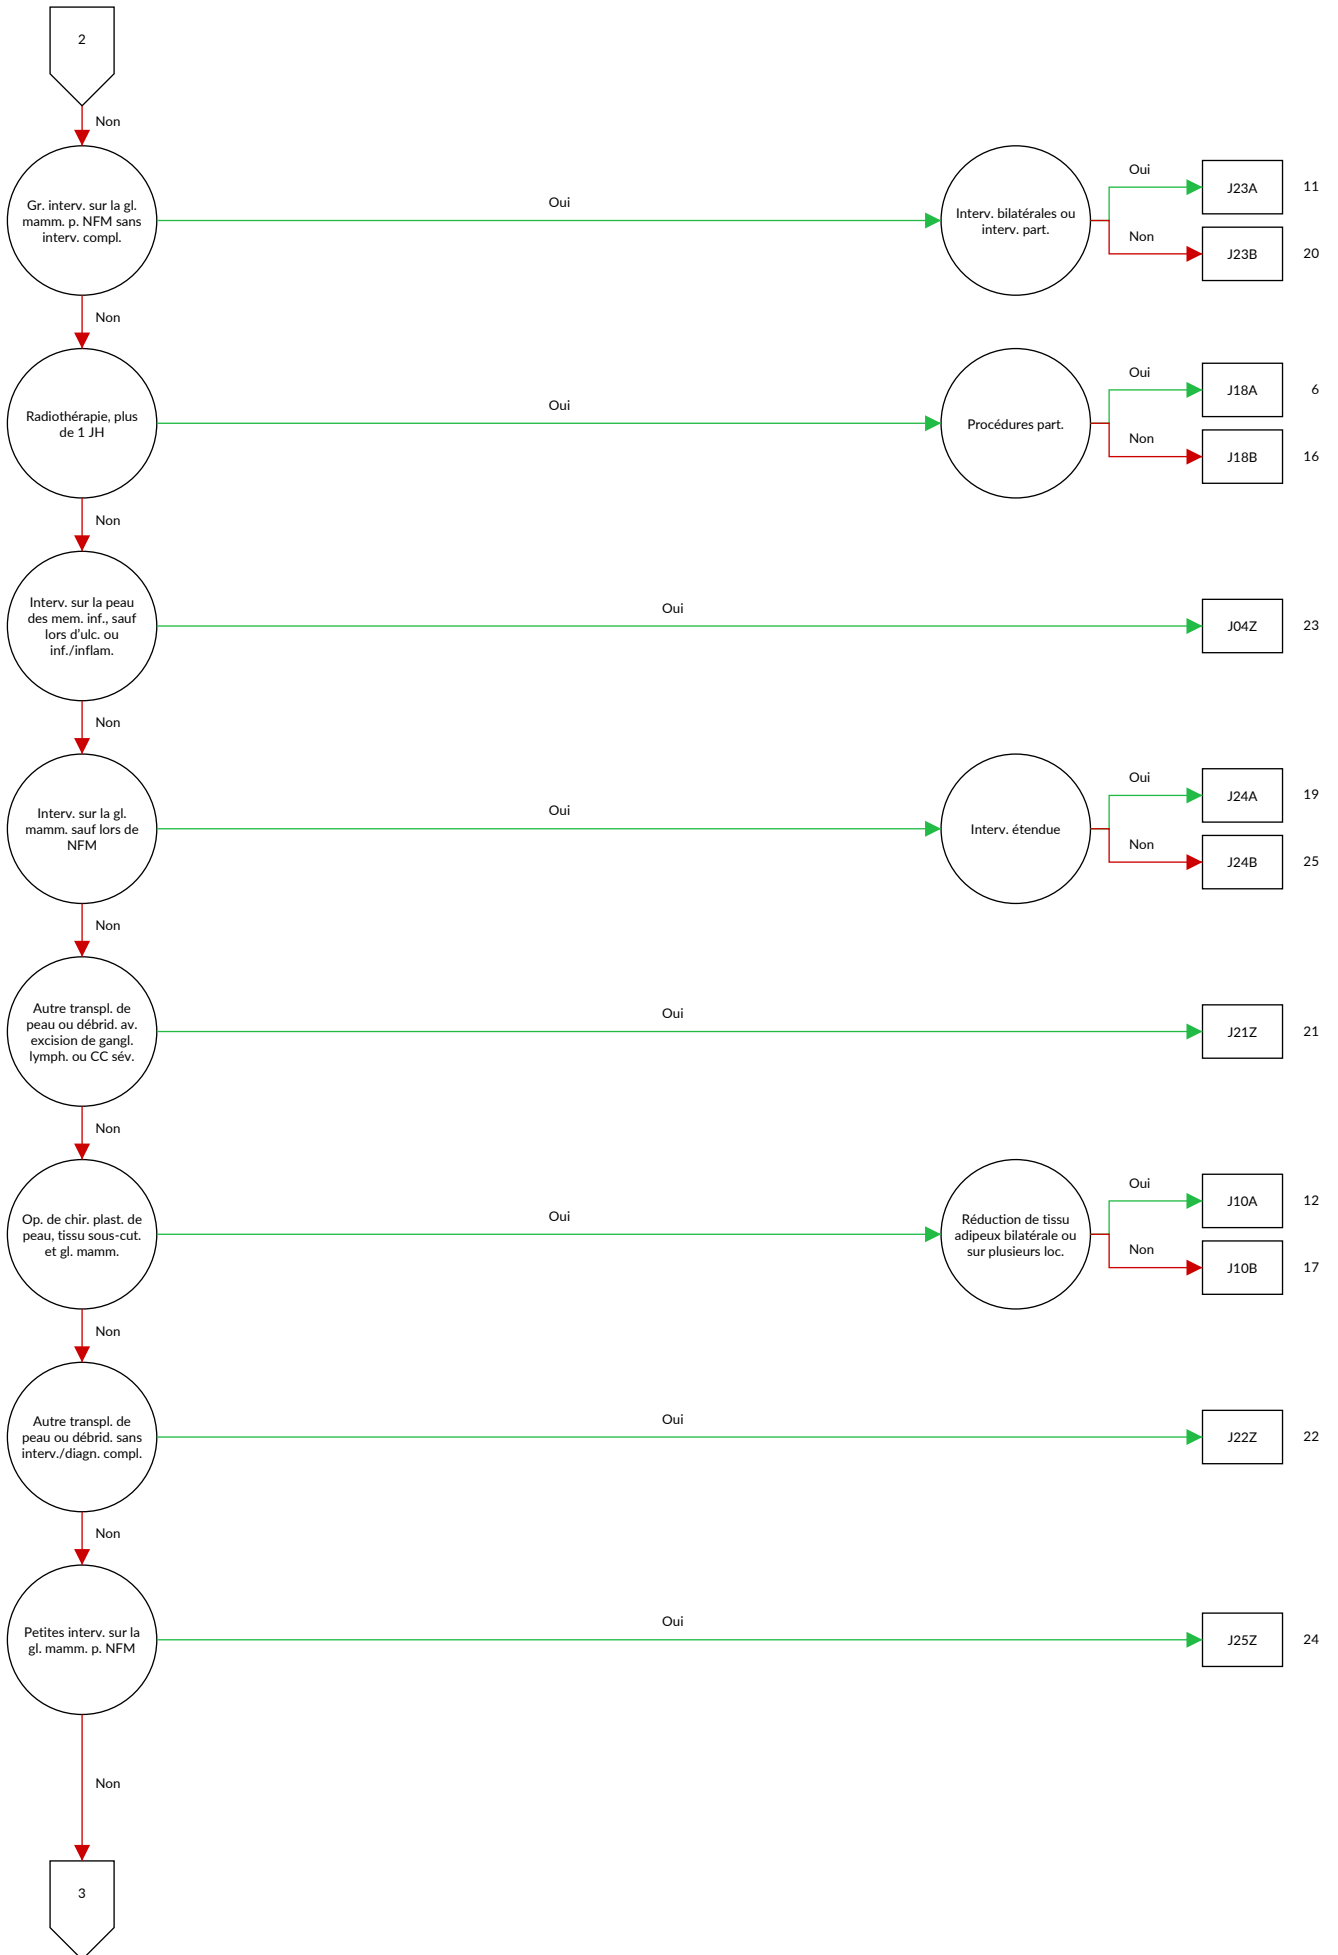 2
Non
Gr. interv. sur la gl.
mamm. p. NFM sans
interv. compl.
Oui
Interv. bilatérales ou
interv. part.
Oui
J23A
11
Non
J23B
20
Non
Radiothérapie, plus
de 1 JH
Oui
Procédures part.
Oui
J18A
6
Non
J18B
16
Non
Interv. sur la peau
des mem. inf., sauf
lors d'ulc. ou
inf./inflam.
Oui
J04Z
23
Non
Interv. sur la gl.
mamm. sauf lors de
NFM
Oui
Interv. étendue
Oui
J24A
19
Non
J24B
25
Non
Autre transpl. de
peau ou débrid. av.
excision de gangl.
lymph. ou CC sév.
Oui
J21Z
21
Non
Op. de chir. plast. de
peau, tissu sous-cut.
et gl. mamm.
Oui
Réduction de tissu
adipeux bilatérale ou
sur plusieurs loc.
Oui
J10A
12
Non
J10B
17
Non
Autre transpl. de
peau ou débrid. sans
interv./diagn. compl.
Oui
J22Z
22
Non
Petites interv. sur la
gl. mamm. p. NFM
Oui
J25Z
24
Non
3